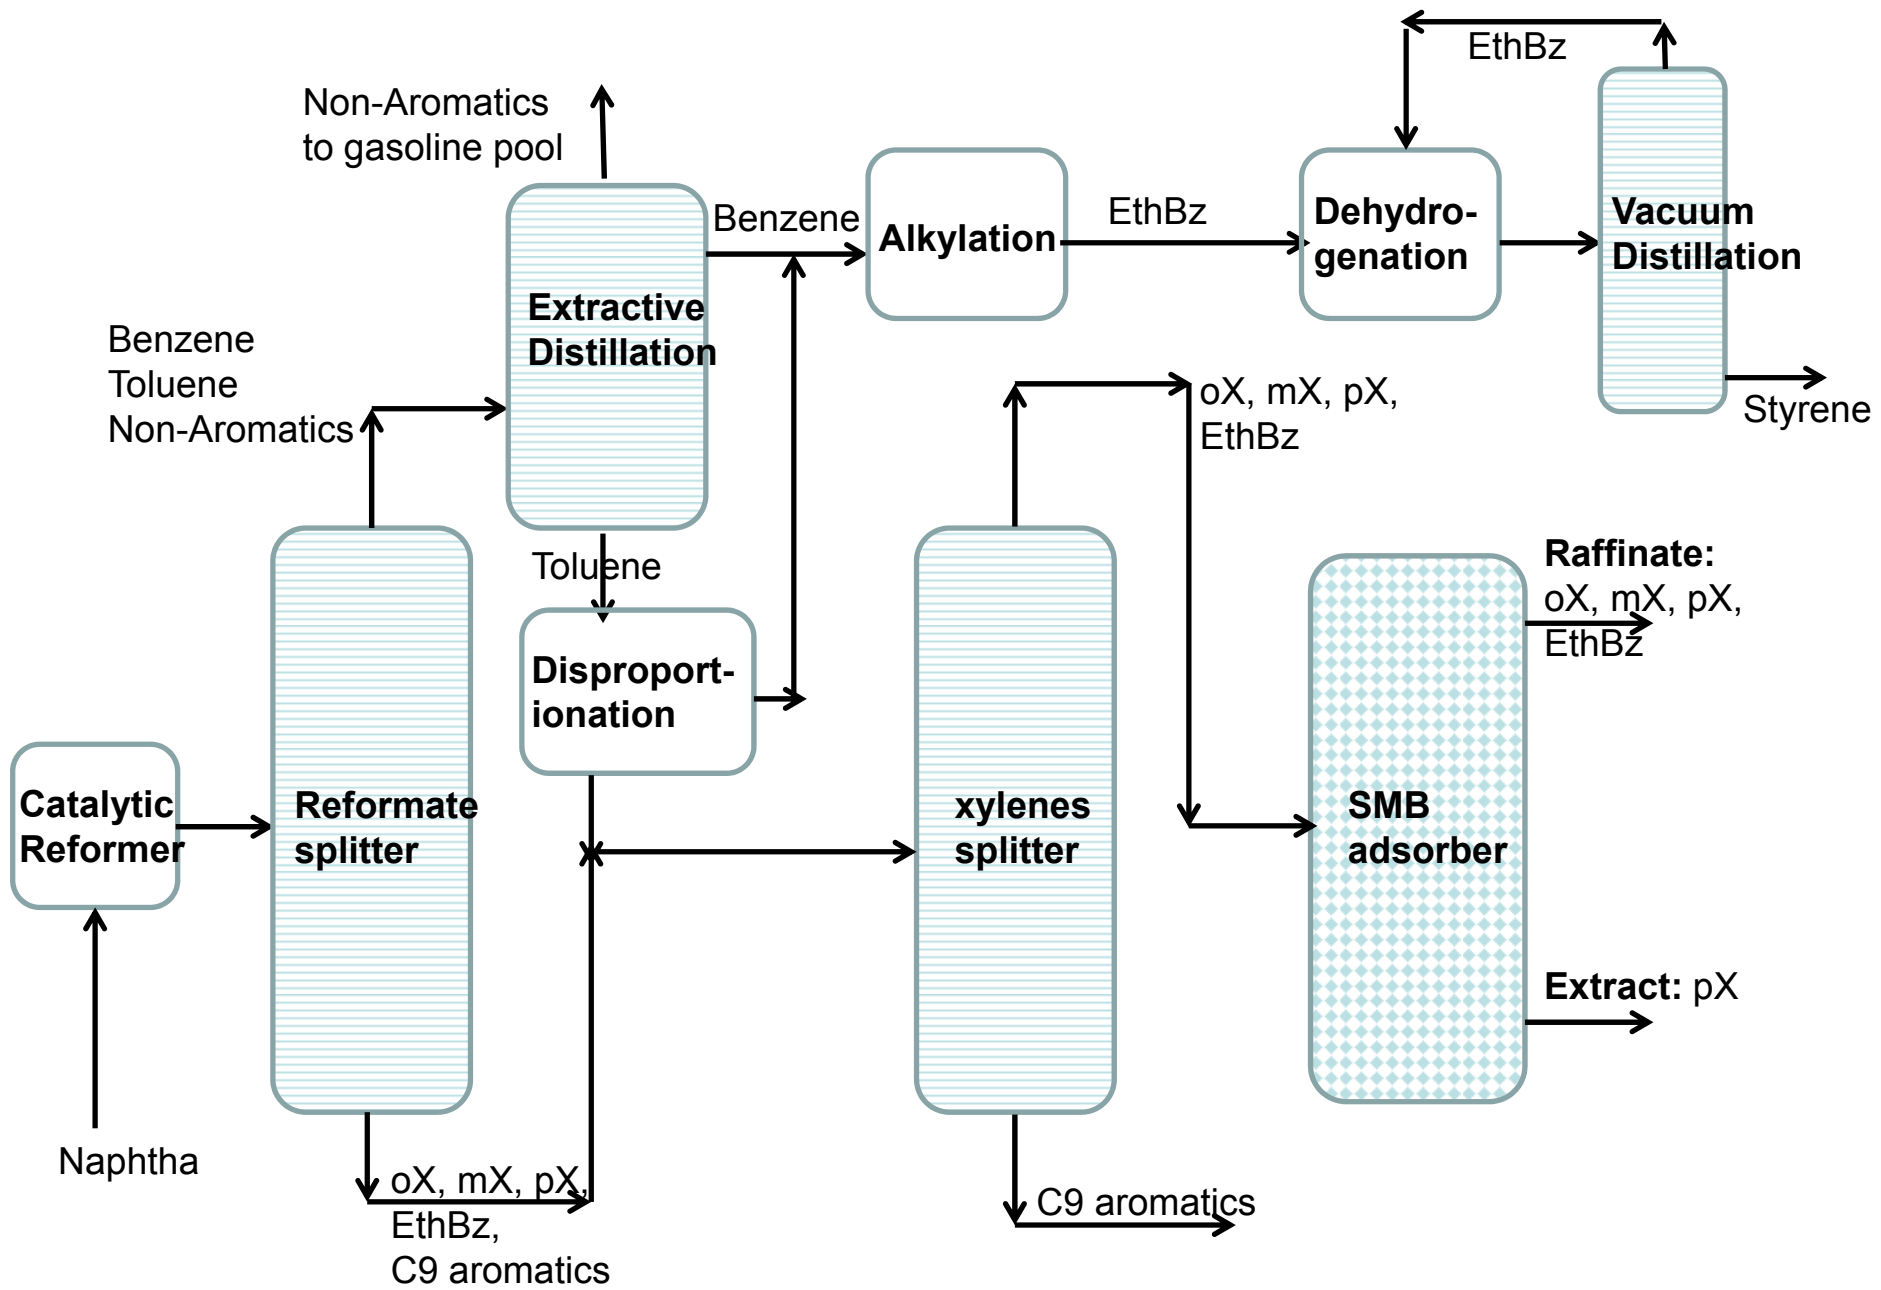 EthBz
Non-Aromatics
to gasoline pool
Benzene
Alkylation
EthBz
Dehydro-
genation
Vacuum
Distillation
Extractive
Distillation
Benzene
Toluene
Non-Aromatics
oX, mX, pX,
EthBz
Styrene
Toluene
Raffinate:
oX, mX, pX,
EthBz
Disproport-
ionation
Catalytic
Reformer
Reformate
splitter
xylenes
splitter
SMB
adsorber
Extract: pX
Naphtha
oX, mX, pX,
EthBz,
C9 aromatics
C9 aromatics